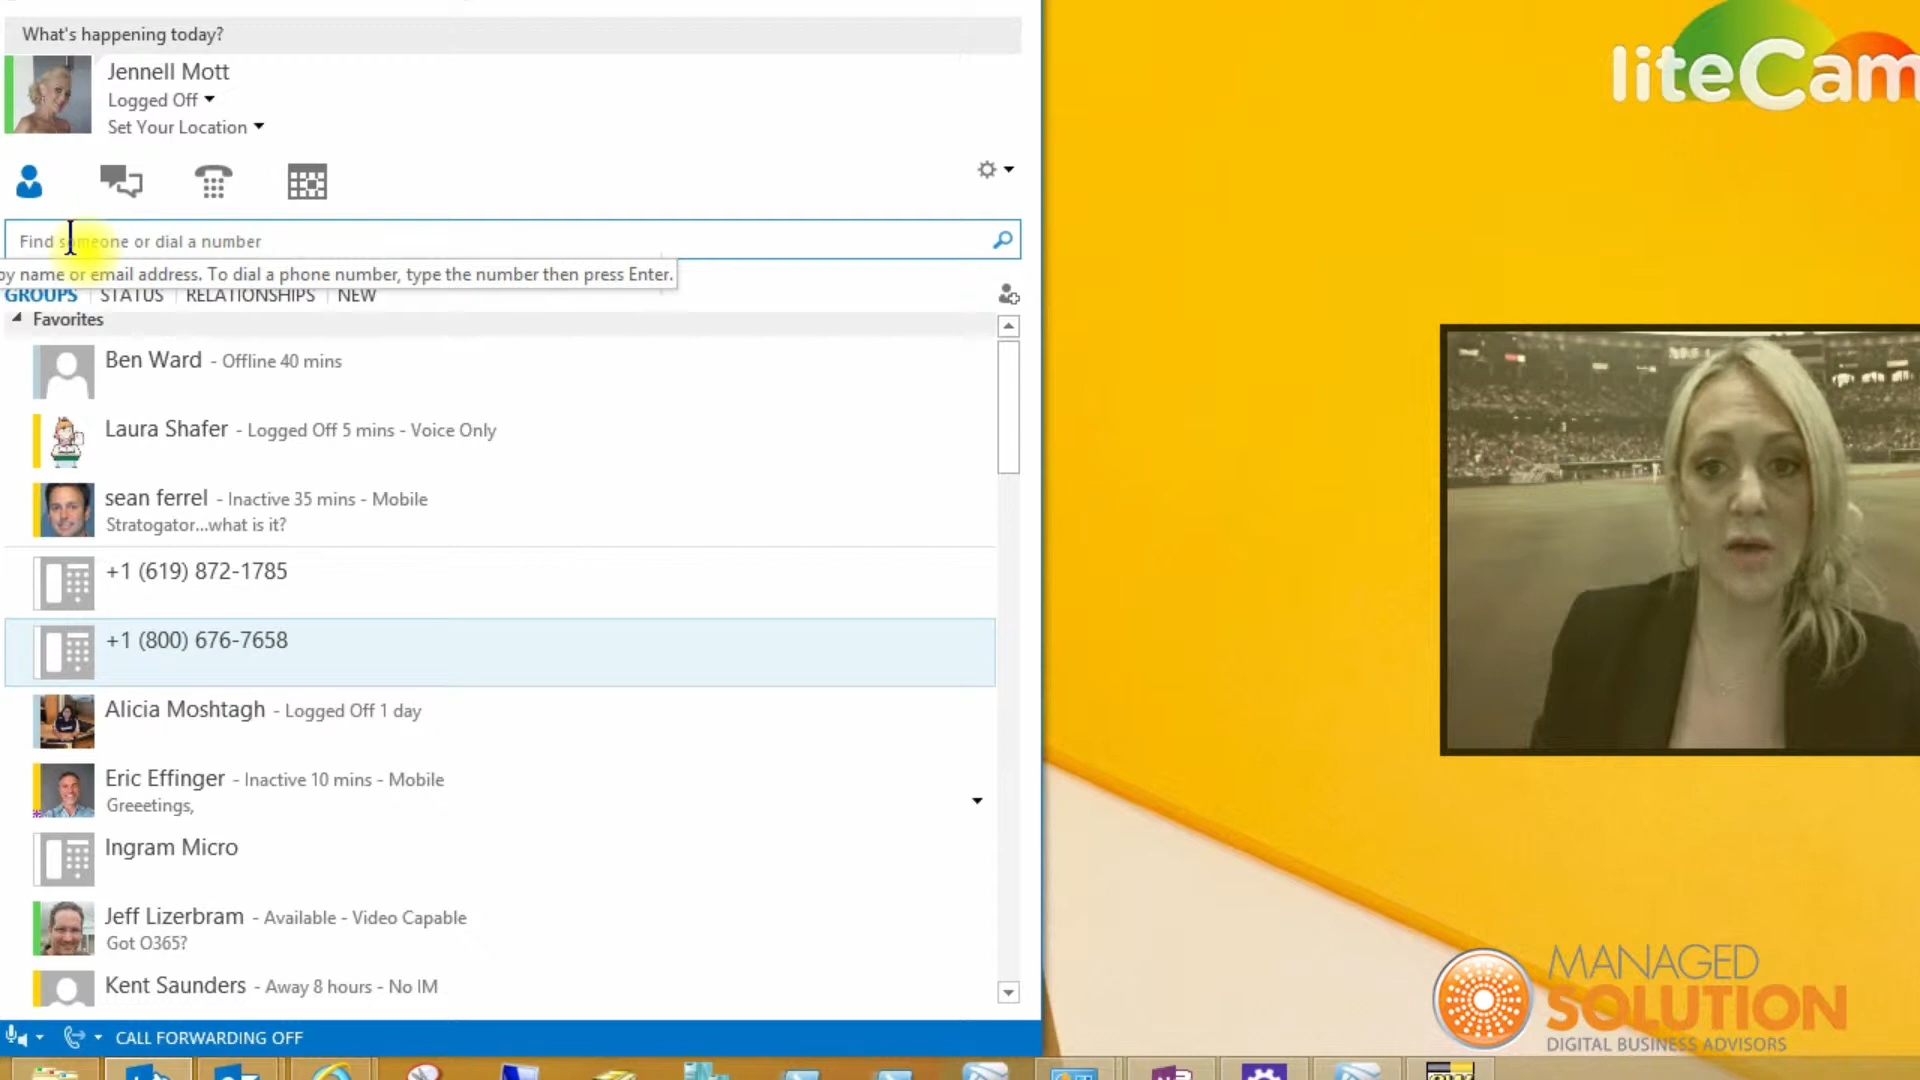 What's happening today?
Jennell Mott
Logged Off
Set Your Location
Find someone or dial a number
by name or email address. To dial a phone number, type the number then press Enter.
GROUPS STATUS RELATIONSHIPS NEW
Favorites
Ben Ward - Offline 40 mins
Laura Shafer - Logged Off 5 mins - Voice Only
sean ferrel - Inactive 35 mins - Mobile
Stratogator...what is it?
+1 (619) 872-1785
+1 (800) 676-7658
Alicia Moshtagh - Logged Off 1 day
Eric Effinger - Inactive 10 mins - Mobile
Greeetings,
Ingram Micro
Jeff Lizerbram - Available - Video Capable
Got O365?
Kent Saunders - Away 8 hours - No IM
CALL FORWARDING OFF
liteCam
MANAGED
SOLUTION
DIGITAL BUSINESS ADVISORS